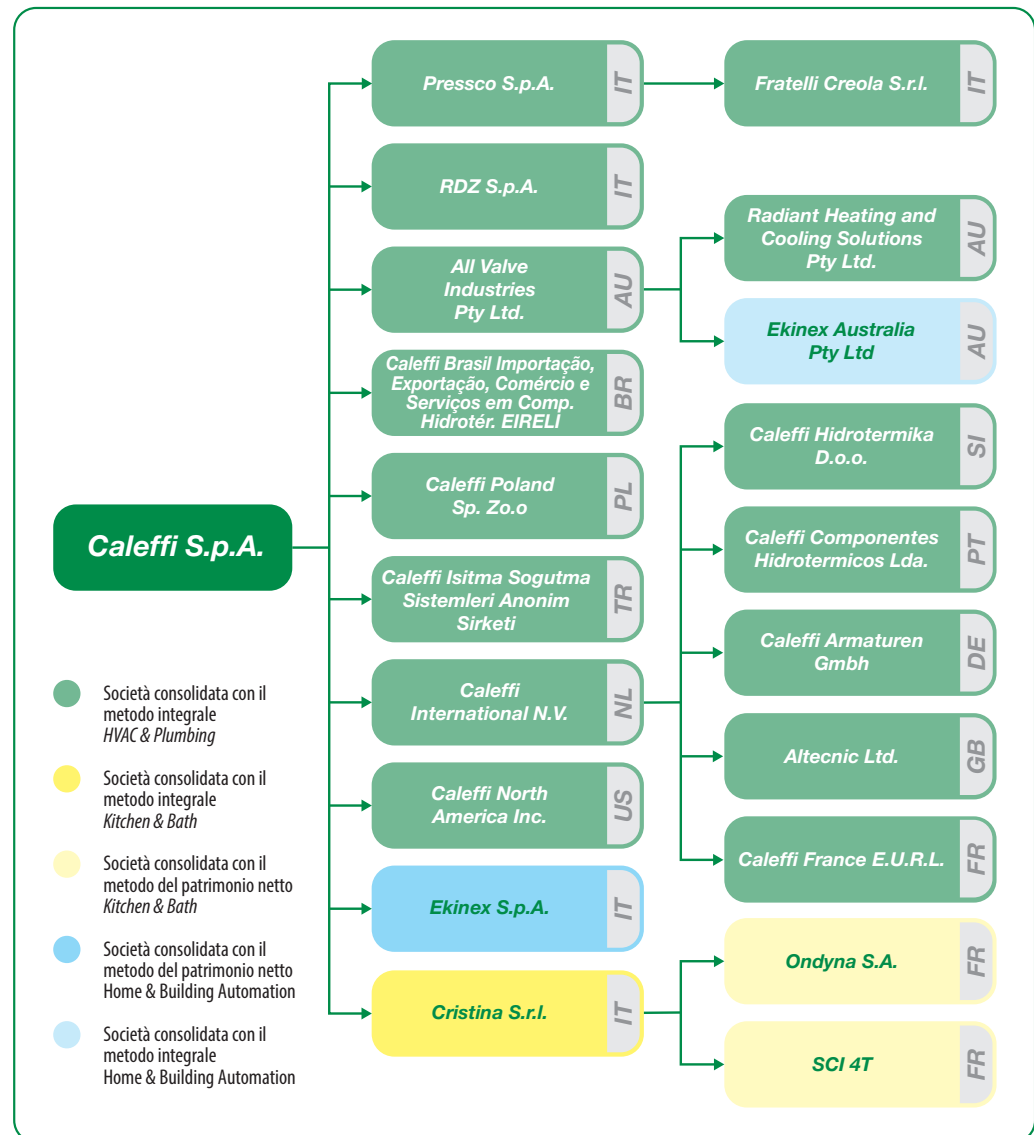 Caleffi S.p.A.
Pressco S.p.A.
IT
Fratelli Creola S.r.l.
IT
RDZ S.p.A.
IT
All Valve
Industries
Pty Ltd.
AU
Radiant Heating and
Cooling Solutions
Pty Ltd.
AU
Ekinex Australia
Pty Ltd
AU
Caleffi Brasil Importação,
Exportação, Comércio e
Serviços em Comp.
Hidrotér. EIRELI
BR
Caleffi Poland
Sp. Zo.o
PL
Caleffi Isitma Sogutma
Sistemleri Anonim
Sirketi
TR
Caleffi
International N.V.
NL
Caleffi Hidrotermika
D.o.o.
SI
Caleffi Componentes
Hidrotermicos Lda.
PT
Caleffi Armaturen
Gmbh
DE
Altecnic Ltd.
GB
Caleffi France E.U.R.L.
FR
Caleffi North
America Inc.
US
Ekinex S.p.A.
IT
Cristina S.r.l.
IT
Ondyna S.A.
FR
SCI 4T
FR
Società consolidata con il
metodo integrale
HVAC & Plumbing
Società consolidata con il
metodo integrale
Kitchen & Bath
Società consolidata con il
metodo del patrimonio netto
Kitchen & Bath
Società consolidata con il
metodo del patrimonio netto
Home & Building Automation
Società consolidata con il
metodo integrale
Home & Building Automation